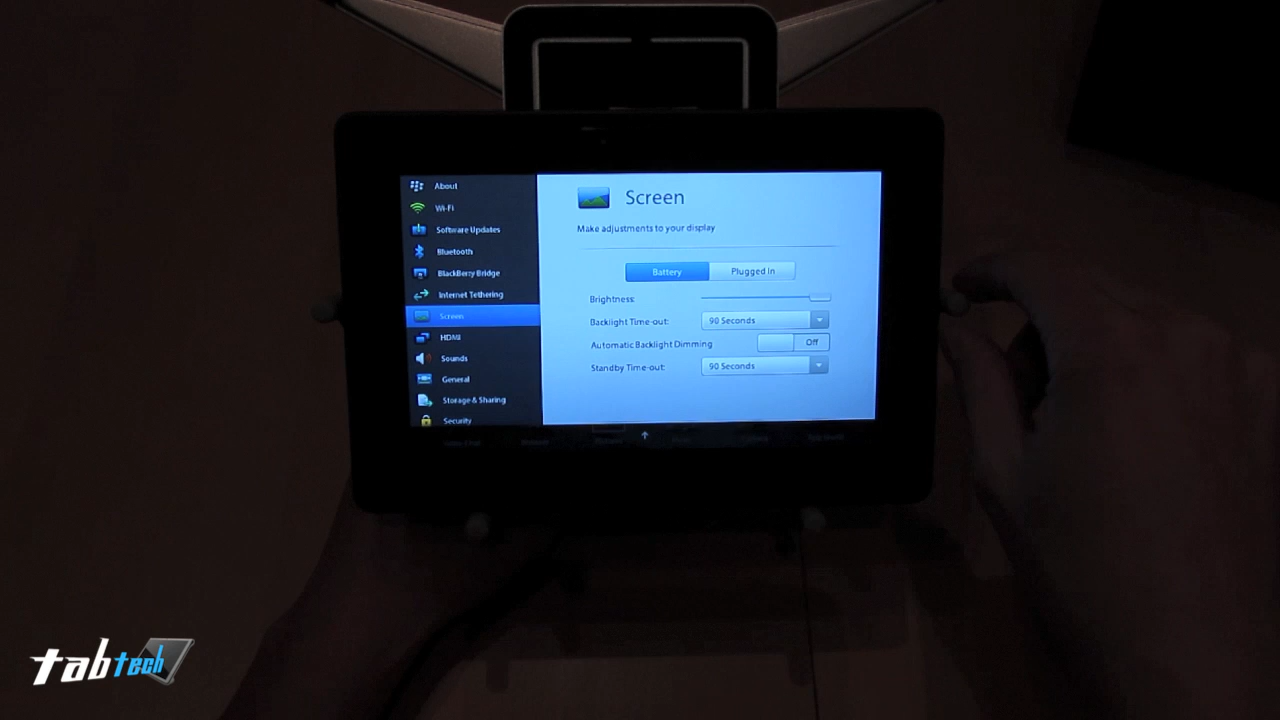 About
Wi-Fi
Software Updates
Bluetooth
BlackBerry Bridge
Internet Tethering
Screen
HDMI
Sounds
General
Storage & Sharing
Security
Screen
Make adjustments to your display
Battery
Plugged In
Brightness:
Backlight Time-out:
90 Seconds
Automatic Backlight Dimming
Off
Standby Time-out:
90 Seconds
tabtech